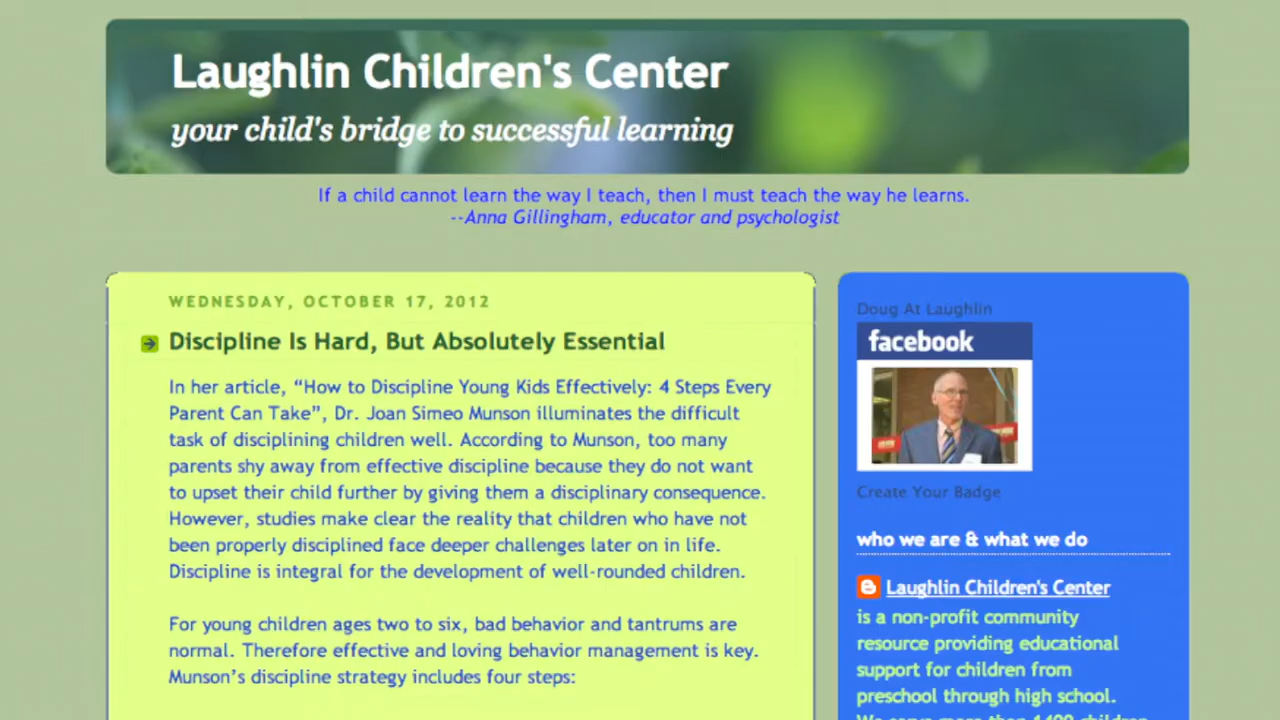 Laughlin Children's Center
your child's bridge to successful learning
If a child cannot learn the way I teach, then I must teach the way he learns.
--Anna Gillingham, educator and psychologist
WEDNESDAY, OCTOBER 17, 2012
Discipline Is Hard, But Absolutely Essential
In her article, “How to Discipline Young Kids Effectively: 4 Steps Every
Parent Can Take”, Dr. Joan Simeo Munson illuminates the difficult
task of disciplining children well. According to Munson, too many
parents shy away from effective discipline because they do not want
to upset their child further by giving them a disciplinary consequence.
However, studies make clear the reality that children who have not
been properly disciplined face deeper challenges later on in life.
Discipline is integral for the development of well-rounded children.
For young children ages two to six, bad behavior and tantrums are
normal. Therefore effective and loving behavior management is key.
Munson’s discipline strategy includes four steps:
Doug At Laughlin
facebook
Create Your Badge
who we are & what we do
Laughlin Children's Center
is a non-profit community
resource providing educational
support for children from
preschool through high school.
We serve more than 1400 children